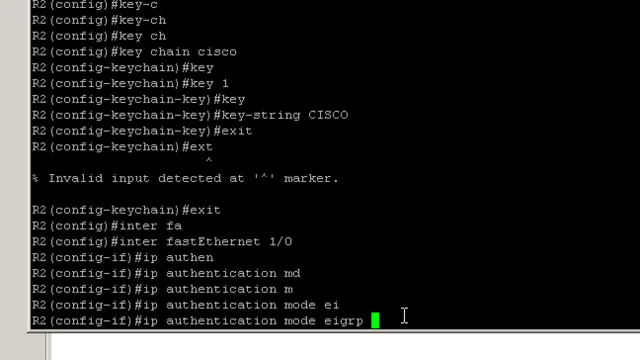 R2(config)#key-c
R2(config)#key-ch
R2(config)#key ch
R2(config)#key chain cisco
R2(config-keychain)#key
R2(config-keychain)#key 1
R2(config-keychain-key)#key
R2(config-keychain-key)#key-string CISCO
R2(config-keychain-key)#exit
R2(config-keychain)#ext
^
% Invalid input detected at '^' marker.
R2(config-keychain)#exit
R2(config)#inter fa
R2(config)#inter fastEthernet 1/0
R2(config-if)#ip authen
R2(config-if)#ip authentication md
R2(config-if)#ip authentication m
R2(config-if)#ip authentication mode ei
R2(config-if)#ip authentication mode eigrp